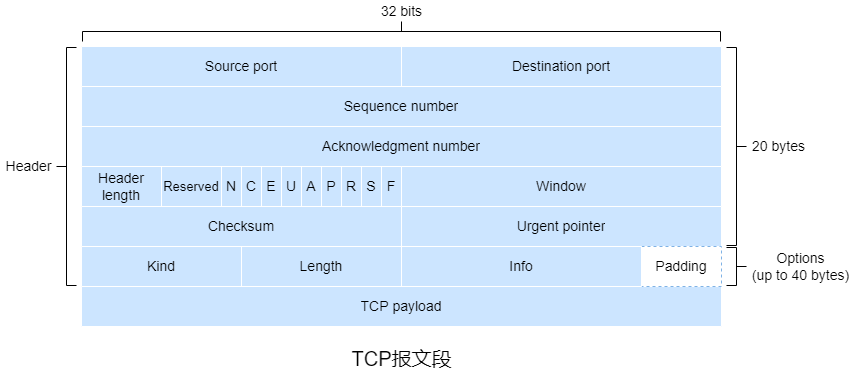 32 bits
Source port
Destination port
Sequence number
Acknowledgment number
20 bytes
Header
Header
length
Reserved
N
C
E
U
A
P
R
S
F
Window
Checksum
Urgent pointer
Kind
Length
Info
Padding
Options
(up to 40 bytes)
TCP payload
TCP报文段